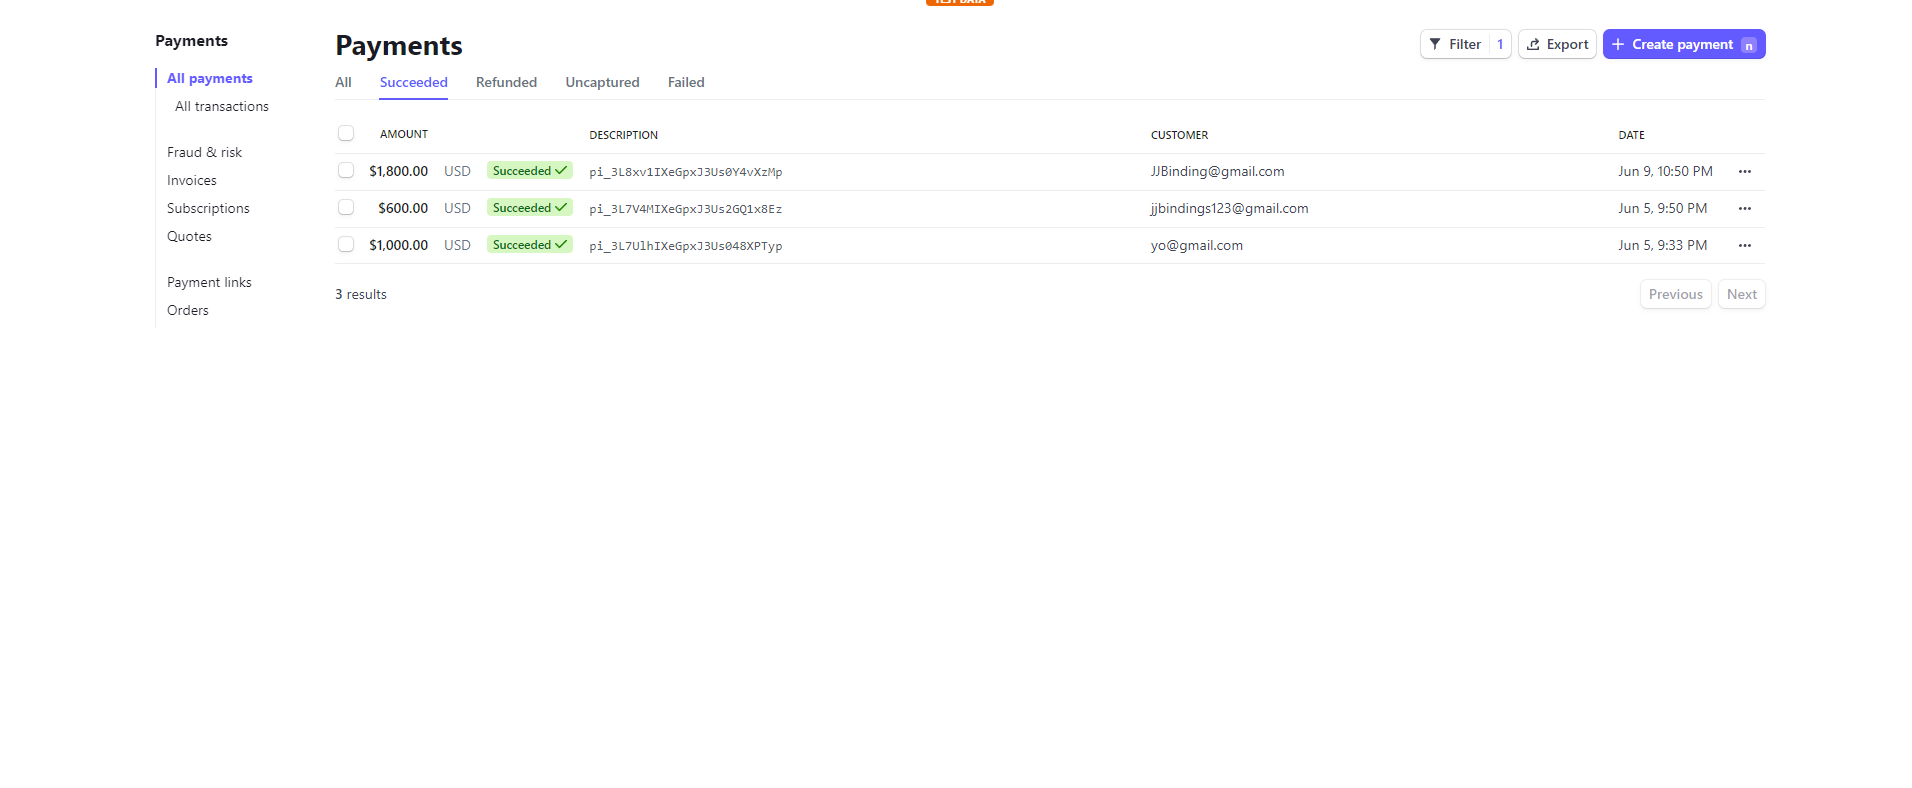 TEST DATA
Payments
All payments
All transactions
Fraud & risk
Invoices
Subscriptions
Quotes
Payment links
Orders
Payments
Filter 1 Export + Create payment n
All Succeeded Refunded Uncaptured Failed
AMOUNT DESCRIPTION CUSTOMER DATE
$1,800.00 USD Succeeded ✓ pi_3L8xv1IXeGpxJ3Us0Y4vXzMp JJBinding@gmail.com Jun 9, 10:50 PM •••
$600.00 USD Succeeded ✓ pi_3L7V4MIXeGpxJ3Us2GQ1x8Ez jjbindings123@gmail.com Jun 5, 9:50 PM •••
$1,000.00 USD Succeeded ✓ pi_3L7UlhIXeGpxJ3Us048XPTyp yo@gmail.com Jun 5, 9:33 PM •••
3 results Previous Next